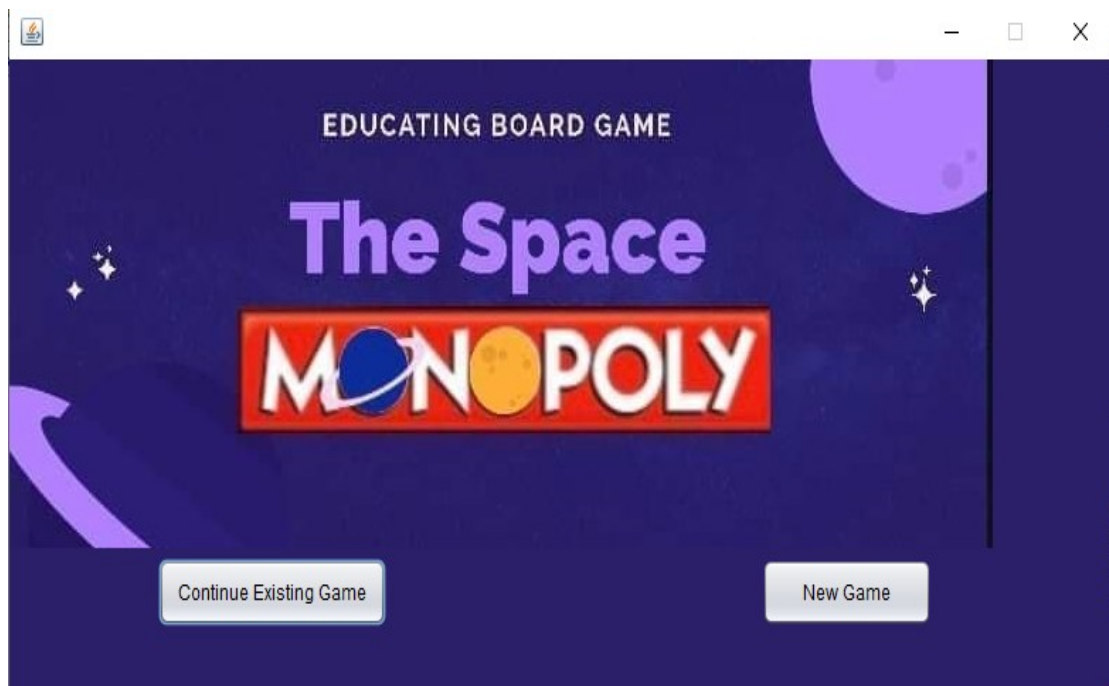 EDUCATING BOARD GAME
The Space
MONOPOLY
Continue Existing Game
New Game